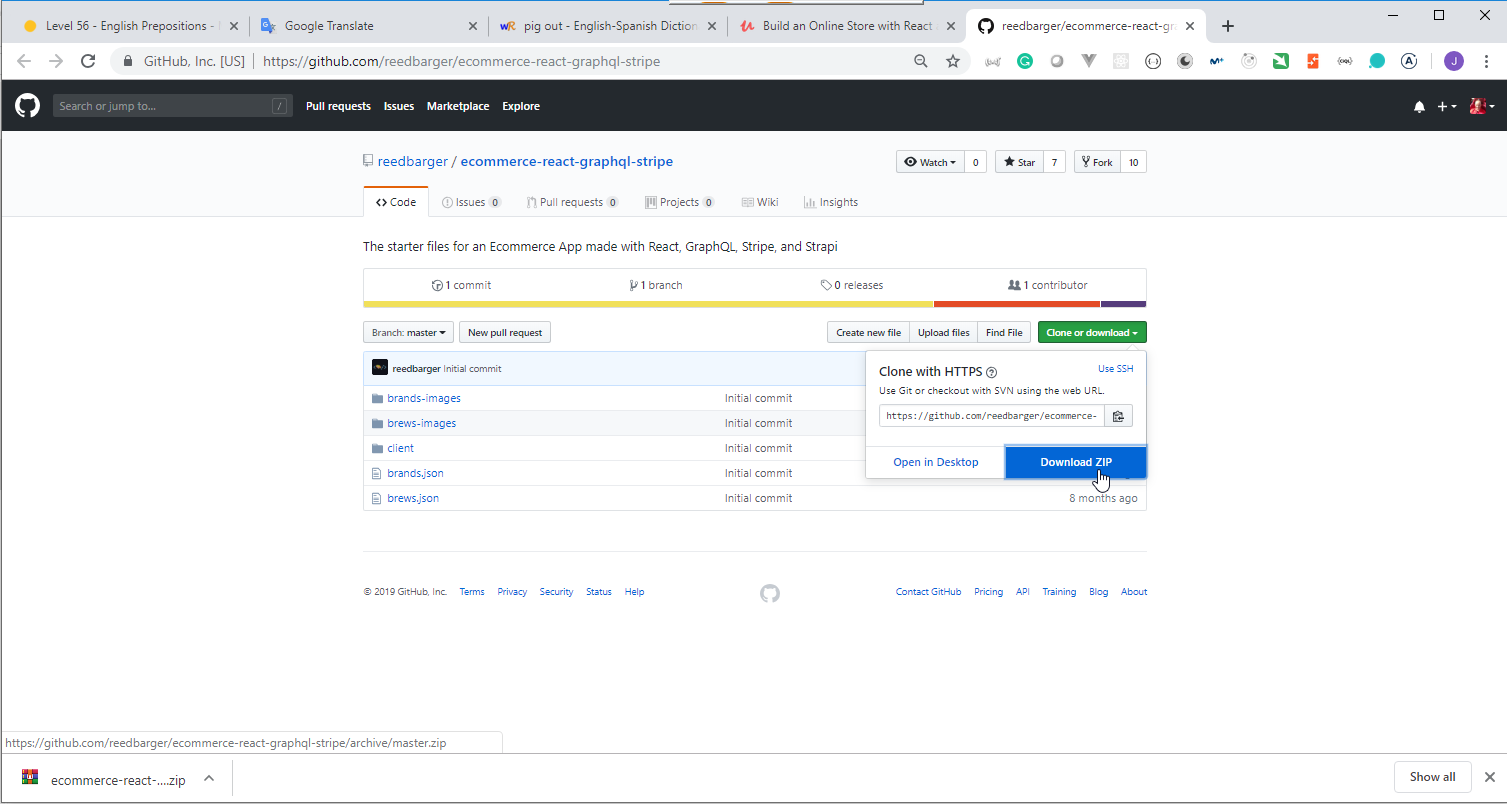 Level 56 - English Prepositions -
Google Translate
pig out - English-Spanish Diction
Build an Online Store with React
reedbarger/ecommerce-react-gr
GitHub, Inc. [US]
https://github.com/reedbarger/ecommerce-react-graphql-stripe
J
Search or jump to...
/
Pull requests
Issues
Marketplace
Explore
reedbarger / ecommerce-react-graphql-stripe
Watch
0
Star
7
Fork
10
Code
Issues 0
Pull requests 0
Projects 0
Wiki
Insights
The starter files for an Ecommerce App made with React, GraphQL, Stripe, and Strapi
1 commit
1 branch
0 releases
1 contributor
Branch: master
New pull request
Create new file
Upload files
Find File
Clone or download
reedbarger Initial commit
brands-images
Initial commit
brews-images
Initial commit
client
Initial commit
brands.json
Initial commit
brews.json
Initial commit
8 months ago
Clone with HTTPS
Use SSH
Use Git or checkout with SVN using the web URL.
https://github.com/reedbarger/ecommerce-
Open in Desktop
Download ZIP
© 2019 GitHub, Inc.
Terms
Privacy
Security
Status
Help
Contact GitHub
Pricing
API
Training
Blog
About
https://github.com/reedbarger/ecommerce-react-graphql-stripe/archive/master.zip
ecommerce-react-....zip
Show all